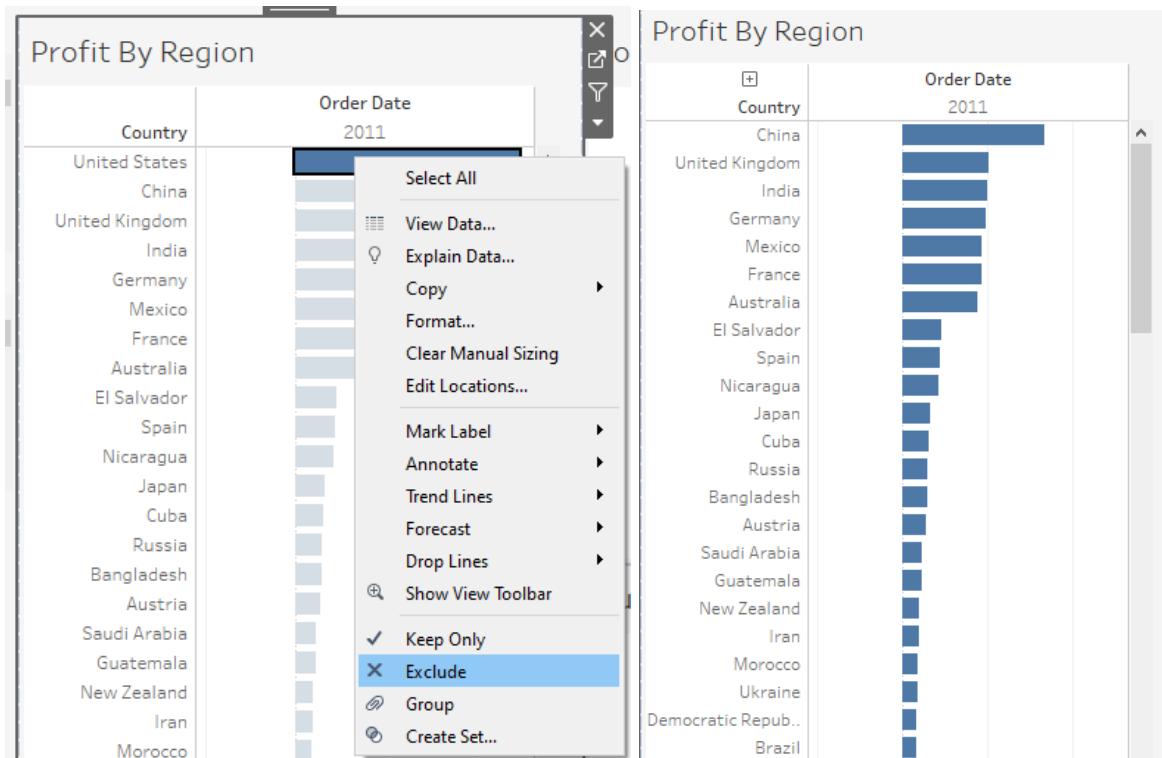 Profit By Region
Order Date
Country 2011
United States
China
United Kingdom
India
Germany
Mexico
France
Australia
El Salvador
Spain
Nicaragua
Japan
Cuba
Russia
Bangladesh
Austria
Saudi Arabia
Guatemala
New Zealand
Iran
Morocco
Select All
View Data...
Explain Data...
Copy
Format...
Clear Manual Sizing
Edit Locations...
Mark Label
Annotate
Trend Lines
Forecast
Drop Lines
Show View Toolbar
Keep Only
Exclude
Group
Create Set...
Profit By Region
Order Date
Country 2011
China
United Kingdom
India
Germany
Mexico
France
Australia
El Salvador
Spain
Nicaragua
Japan
Cuba
Russia
Bangladesh
Austria
Saudi Arabia
Guatemala
New Zealand
Iran
Morocco
Ukraine
Democratic Repub..
Brazil